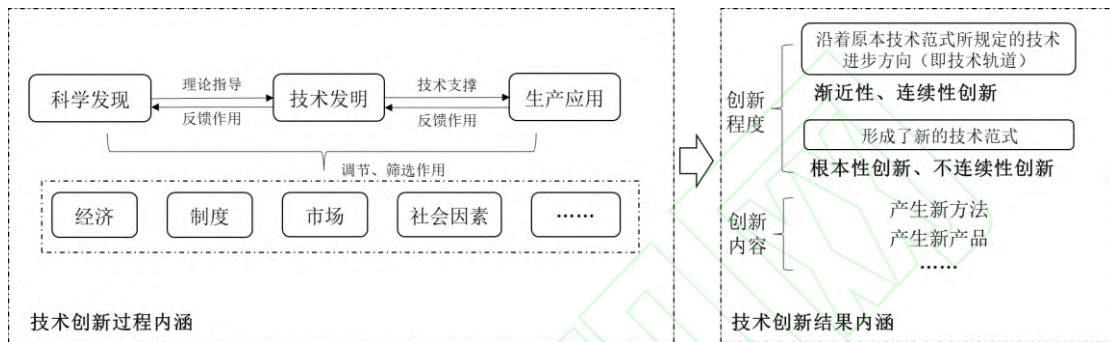 科学发现
理论指导
反馈作用
技术发明
技术支撑
反馈作用
生产应用
调节、筛选作用
经济
制度
市场
社会因素
……
技术创新过程内涵
创新
程度
沿着原本技术范式所规定的技术
进步方向（即技术轨道）
渐近性、连续性创新
形成了新的技术范式
根本性创新、不连续性创新
创新
内容
产生新方法
产生新产品
……
技术创新结果内涵